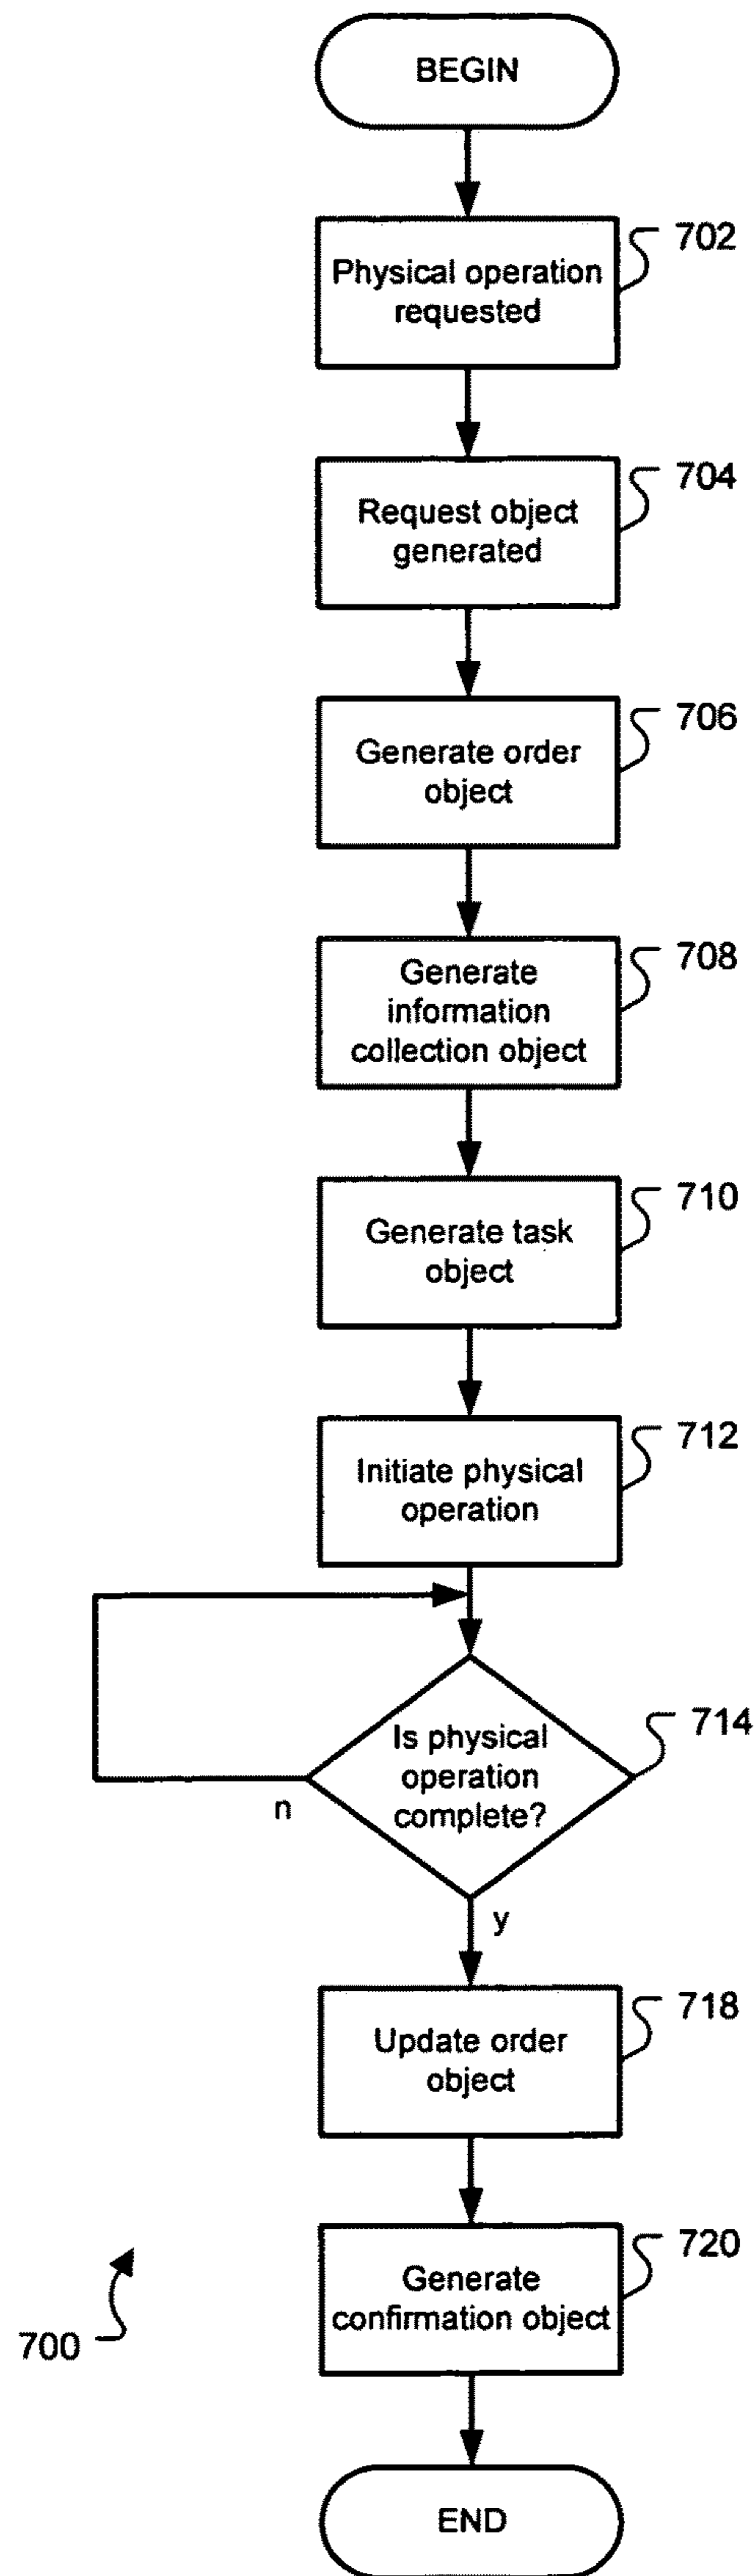 BEGIN
702
Physical operation
requested
704
Request object
generated
706
Generate order
object
708
Generate
information
collection object
710
Generate task
object
712
Initiate physical
operation
714
Is physical
operation
complete?
n
y
718
Update order
object
720
Generate
confirmation object
700
END